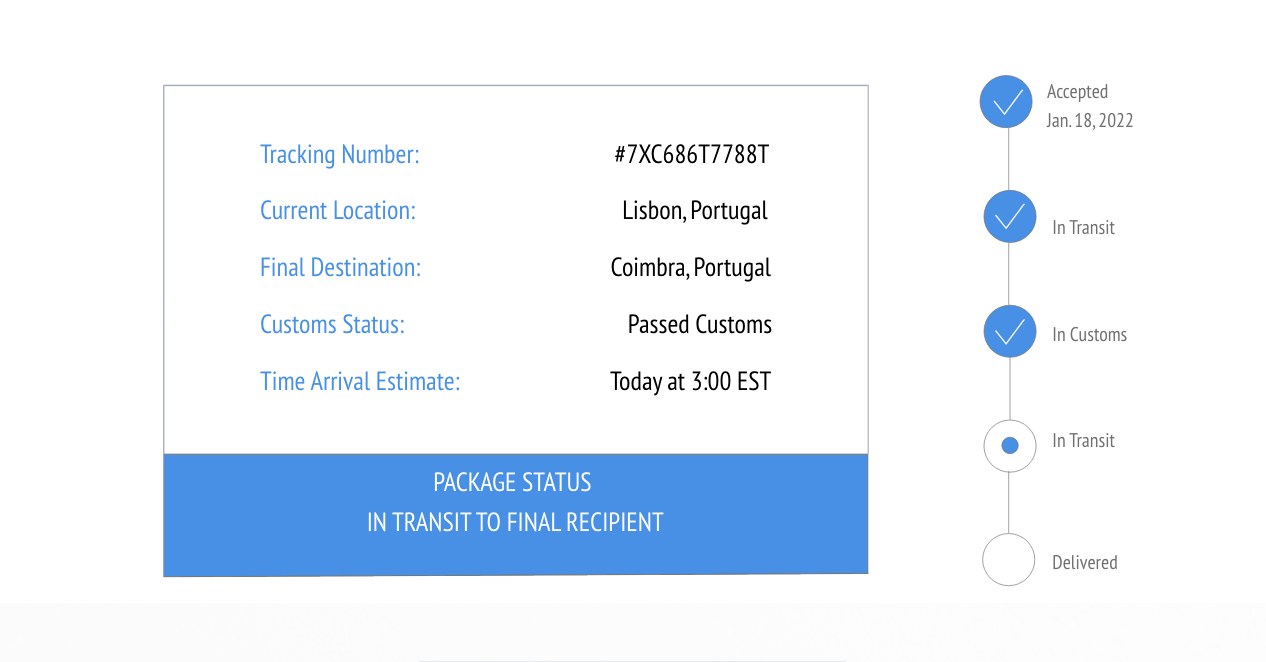 Tracking Number: #7XC686T7788T
Current Location: Lisbon, Portugal
Final Destination: Coimbra, Portugal
Customs Status: Passed Customs
Time Arrival Estimate: Today at 3:00 EST
PACKAGE STATUS
IN TRANSIT TO FINAL RECIPIENT
Accepted
Jan. 18, 2022
In Transit
In Customs
In Transit
Delivered